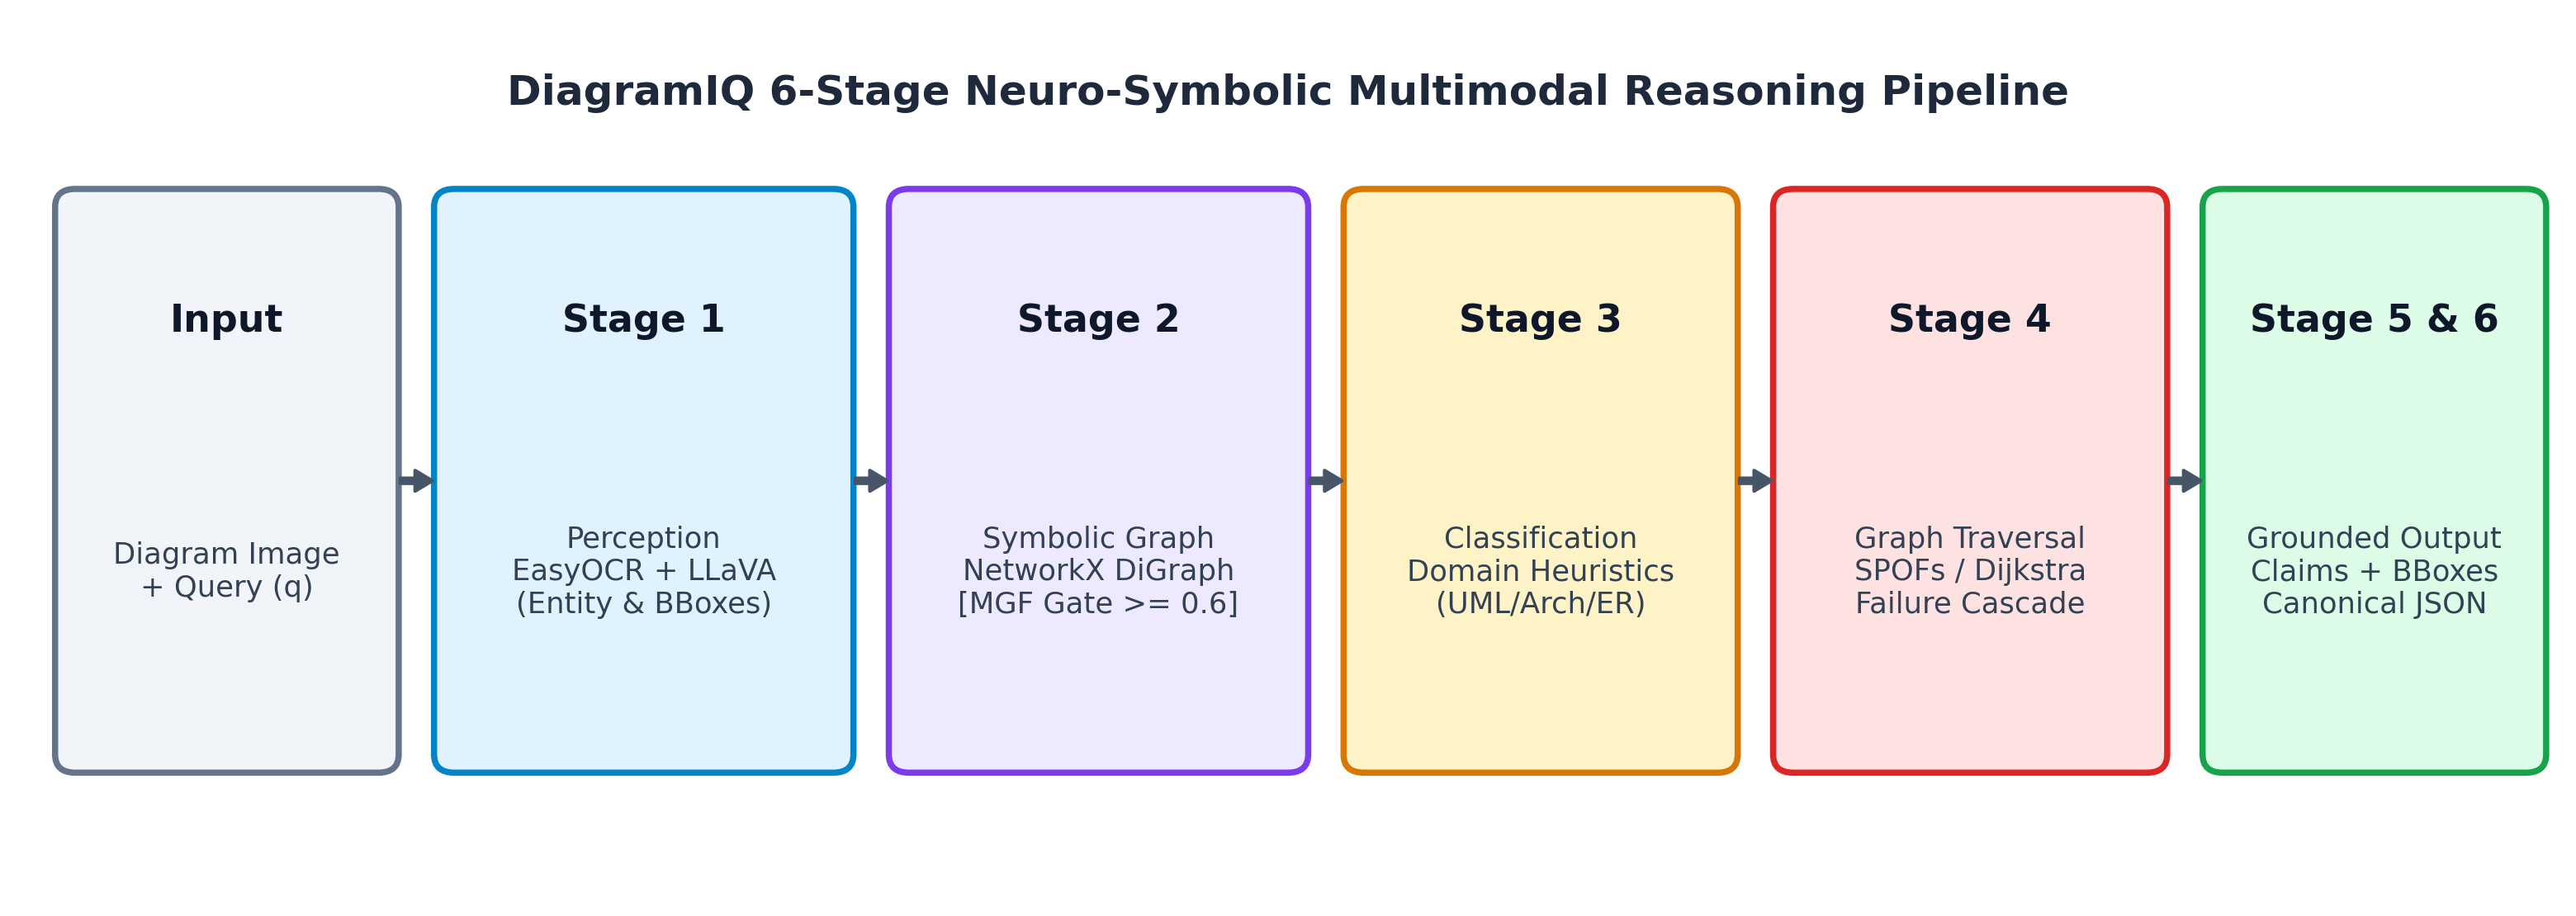 DiagramIQ 6-Stage Neuro-Symbolic Multimodal Reasoning Pipeline
Input
Diagram Image
+ Query (q)
Stage 1
Perception
EasyOCR + LLaVA
(Entity & BBoxes)
Stage 2
Symbolic Graph
NetworkX DiGraph
[MGF Gate >= 0.6]
Stage 3
Classification
Domain Heuristics
(UML/Arch/ER)
Stage 4
Graph Traversal
SPOFs / Dijkstra
Failure Cascade
Stage 5 & 6
Grounded Output
Claims + BBoxes
Canonical JSON